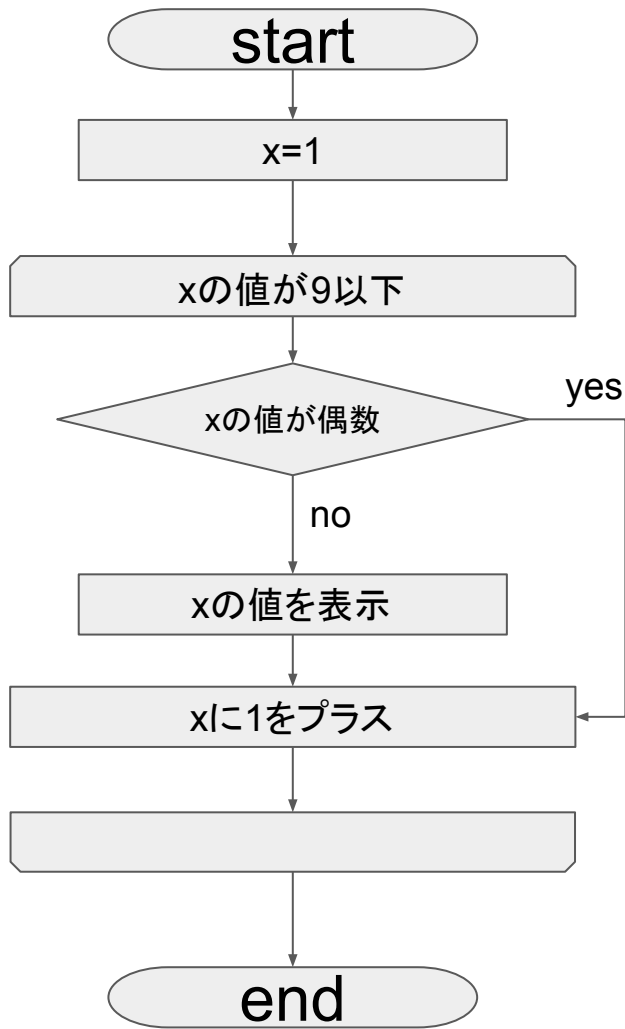 start
x=1
xの値が9以下
xの値が偶数
yes
no
xの値を表示
xに1をプラス
end